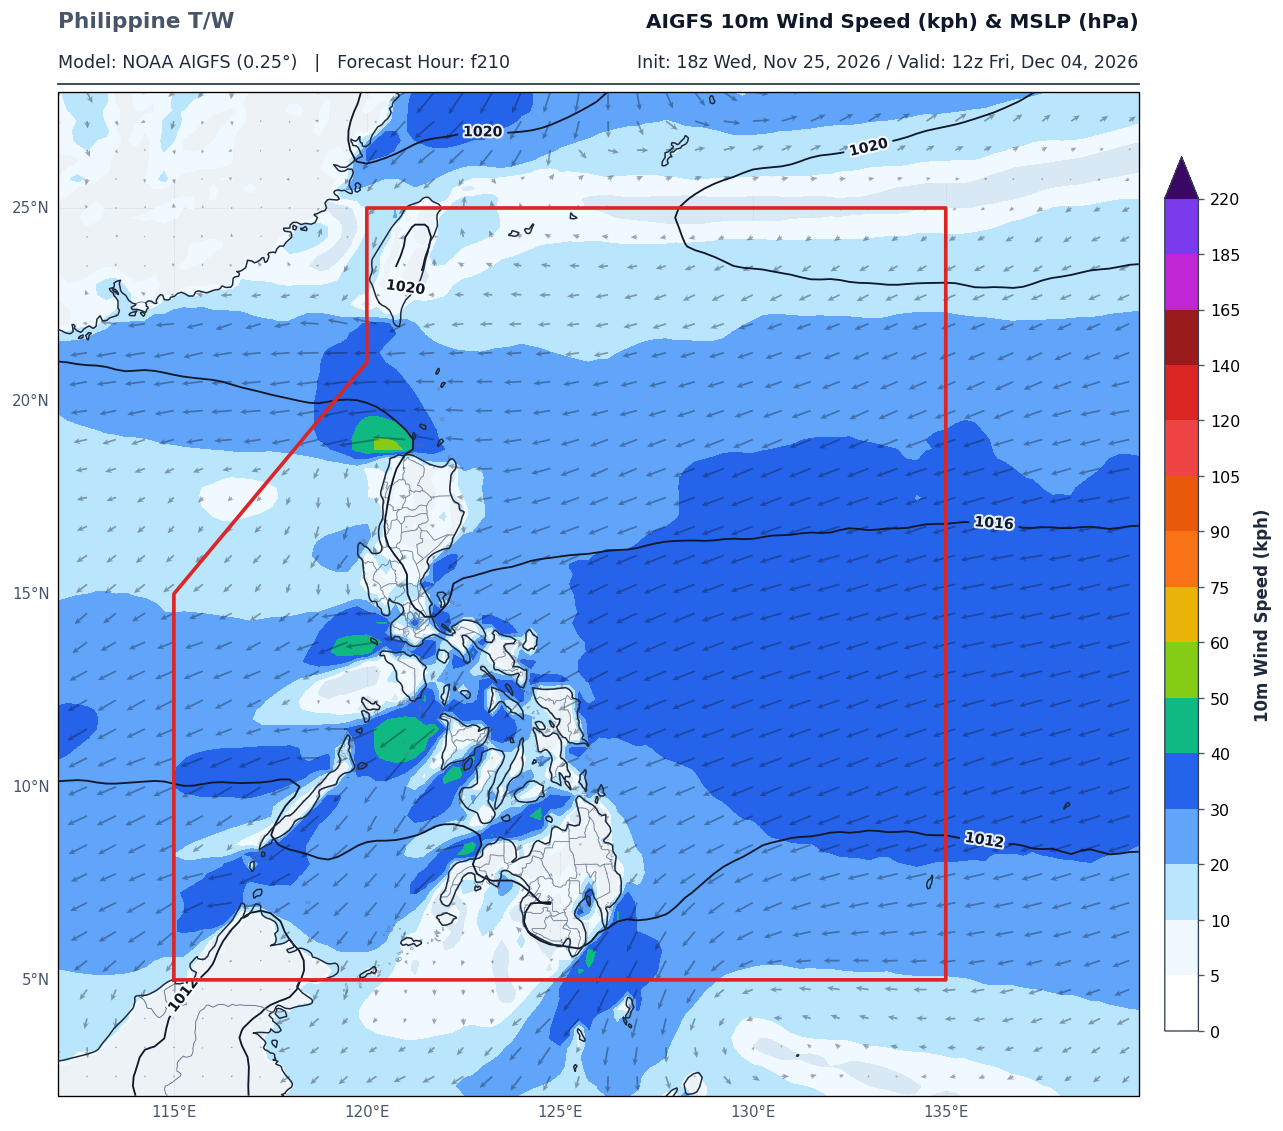 Philippine T/W
AIGFS 10m Wind Speed (kph) & MSLP (hPa)
Model: NOAA AIGFS (0.25°)   |   Forecast Hour: f210
Init: 18z Wed, Nov 25, 2026 / Valid: 12z Fri, Dec 04, 2026
1020
1020
1020
1016
1012
1012
25°N
20°N
15°N
10°N
5°N
115°E
120°E
125°E
130°E
135°E
220
185
165
140
120
105
90
75
60
50
40
30
20
10
5
0
10m Wind Speed (kph)